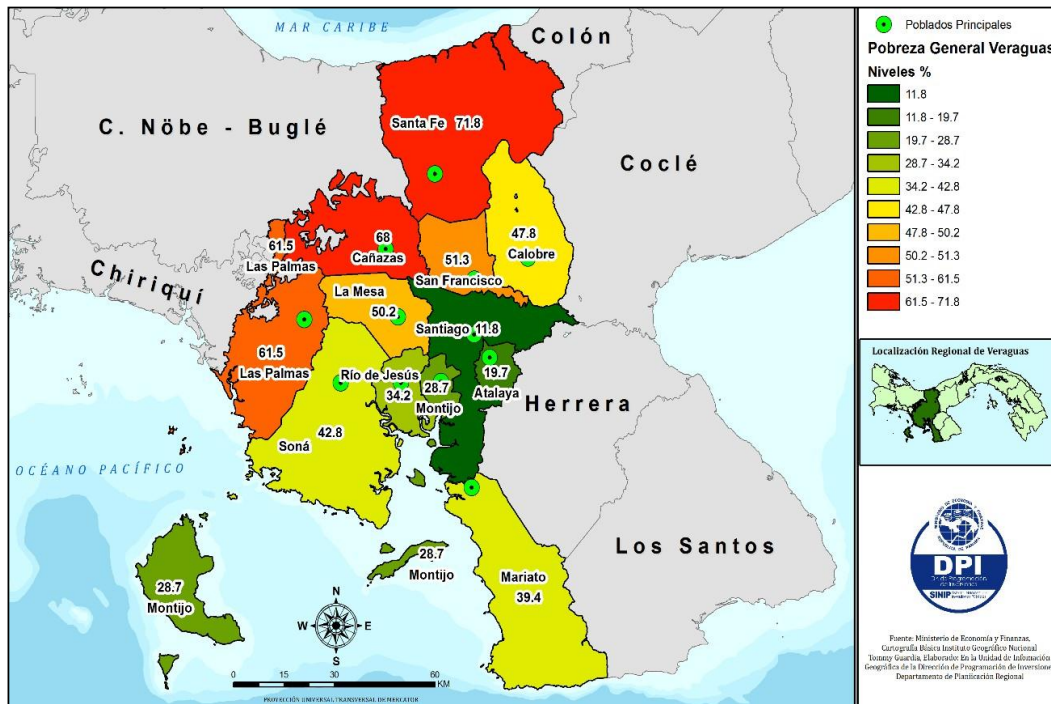 MAR CARIBE
Colón
C. Nöbe - Buglé
Santa Fe 71.8
Coclé
47.8
Calobre
68
Cañazas
51.3
San Francisco
61.5
Las Palmas
Chiriquí
La Mesa
50.2
Santiago 11.8
61.5
Las Palmas
Río de Jesús
34.2
28.7
Montijo
19.7
Atalaya
Herrera
42.8
Soná
OCÉANO PACÍFICO
28.7
Montijo
28.7
Montijo
Mariato
39.4
Los Santos
N
W
E
S
0 15 30 60
KM
PROYECCIÓN UNIVERSAL TRANSVERSAL DE MERCATOR
Poblados Principales
Pobreza General Veraguas
Niveles %
11.8
11.8 - 19.7
19.7 - 28.7
28.7 - 34.2
34.2 - 42.8
42.8 - 47.8
47.8 - 50.2
50.2 - 51.3
51.3 - 61.5
61.5 - 71.8
Localización Regional de Veraguas
DPI
SINIP
Fuente: Ministerio de Economía y Finanzas,
Cartografía Básica Instituto Geográfico Nacional
Tommy Guardia, Elaborado: En la Unidad de Información
Geográfica de la Dirección de Programación de Inversione
Departamento de Planificación Regional